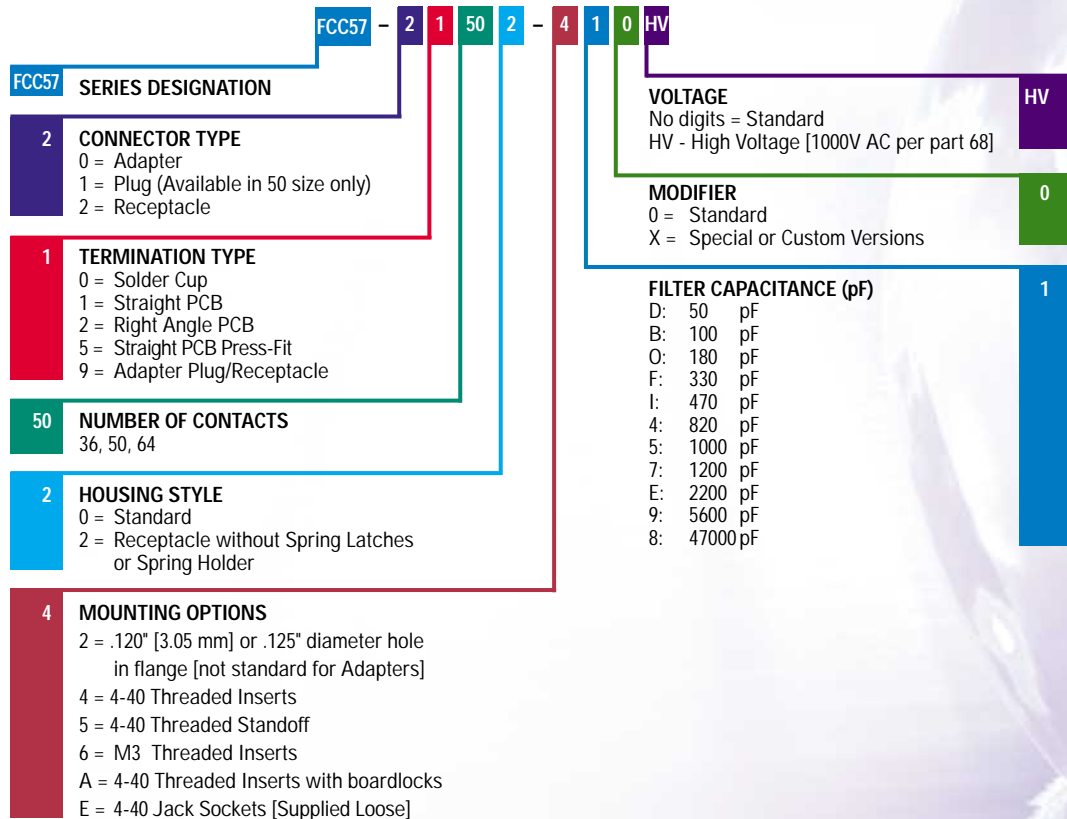 FCC57 – 2 1 50 2 – 4 1 0 HV
FCC57 SERIES DESIGNATION
2 CONNECTOR TYPE
0 = Adapter
1 = Plug (Available in 50 size only)
2 = Receptacle
1 TERMINATION TYPE
0 = Solder Cup
1 = Straight PCB
2 = Right Angle PCB
5 = Straight PCB Press-Fit
9 = Adapter Plug/Receptacle
50 NUMBER OF CONTACTS
36, 50, 64
2 HOUSING STYLE
0 = Standard
2 = Receptacle without Spring Latches
or Spring Holder
4 MOUNTING OPTIONS
2 = .120" [3.05 mm] or .125" diameter hole
in flange [not standard for Adapters]
4 = 4-40 Threaded Inserts
5 = 4-40 Threaded Standoff
6 = M3 Threaded Inserts
A = 4-40 Threaded Inserts with boardlocks
E = 4-40 Jack Sockets [Supplied Loose]
VOLTAGE HV
No digits = Standard
HV - High Voltage [1000V AC per part 68]
MODIFIER 0
0 = Standard
X = Special or Custom Versions
FILTER CAPACITANCE (pF) 1
D: 50 pF
B: 100 pF
O: 180 pF
F: 330 pF
I: 470 pF
4: 820 pF
5: 1000 pF
7: 1200 pF
E: 2200 pF
9: 5600 pF
8: 47000 pF